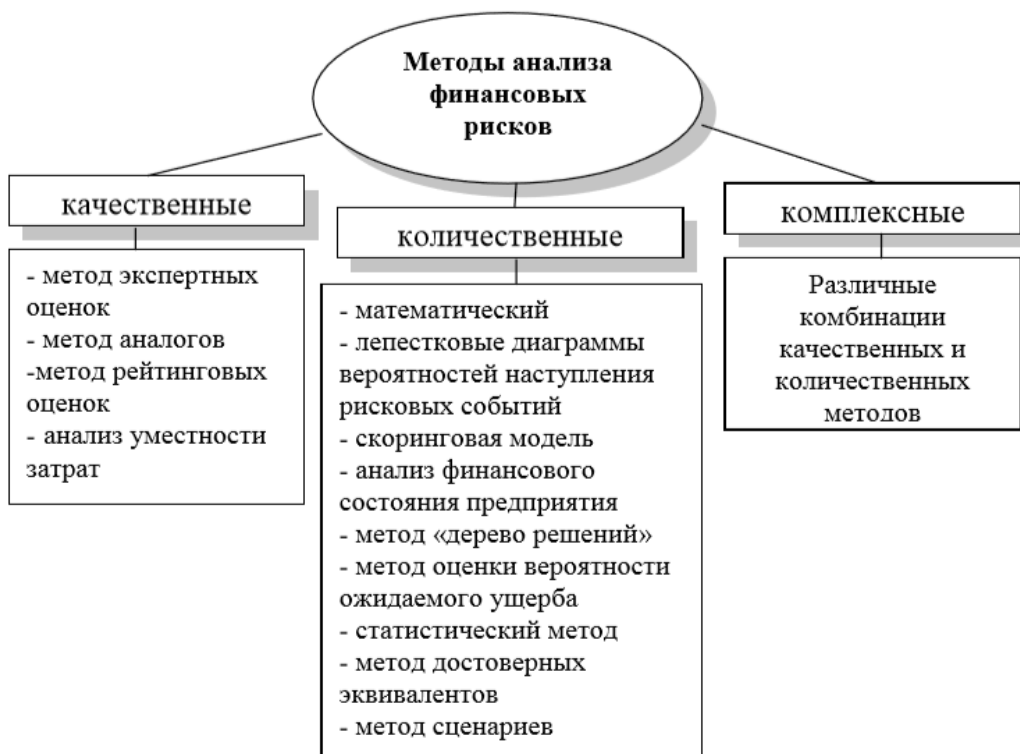 Методы анализа
финансовых
рисков
качественные
- метод экспертных
оценок
- метод аналогов
-метод рейтинговых
оценок
- анализ уместности
затрат
количественные
- математический
- лепестковые диаграммы
вероятностей наступления
рисковых событий
- скоринговая модель
- анализ финансового
состояния предприятия
- метод «дерево решений»
- метод оценки вероятности
ожидаемого ущерба
- статистический метод
- метод достоверных
эквивалентов
- метод сценариев
комплексные
Различные
комбинации
качественных и
количественных
методов